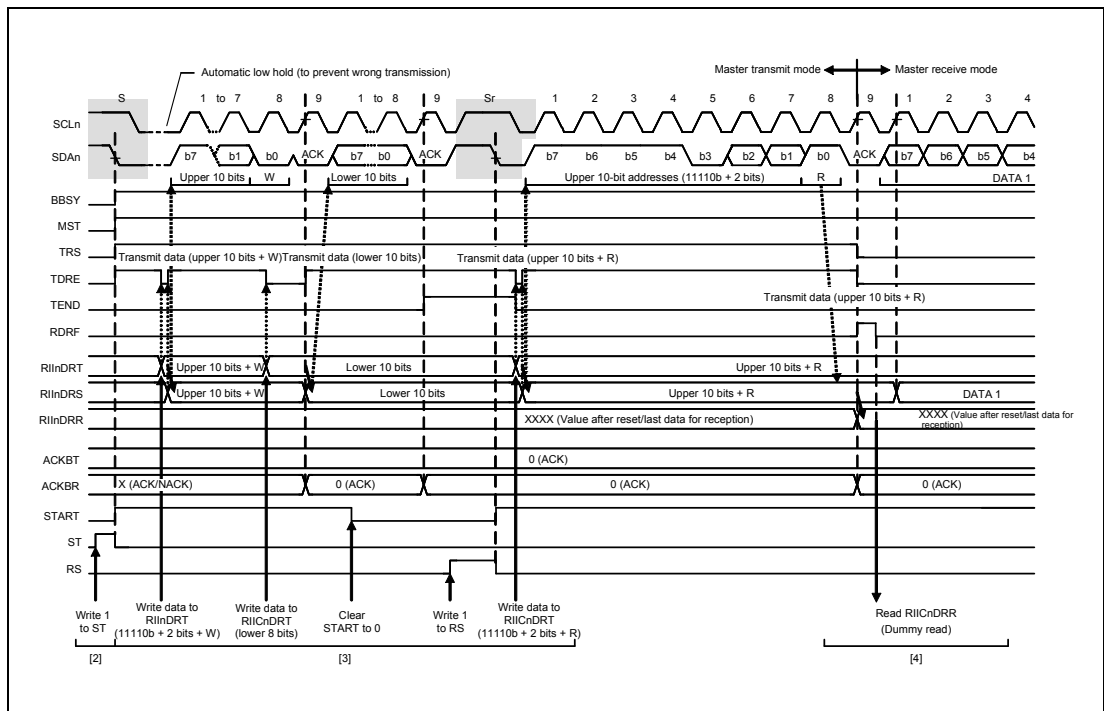 Automatic low hold (to prevent wrong transmission)
Master transmit mode
Master receive mode
S 1 to 7 8 9 1 to 8 9 Sr 1 2 3 4 5 6 7 8 9 1 2 3 4
SCLn
SDAn b7 b1 b0 ACK b7 b0 ACK b7 b6 b5 b4 b3 b2 b1 b0 ACK b7 b6 b5 b4
Upper 10 bits W Lower 10 bits Upper 10-bit addresses (11110b + 2 bits) R DATA 1
BBSY
MST
TRS
Transmit data (upper 10 bits + W) Transmit data (lower 10 bits) Transmit data (upper 10 bits + R)
TDRE
TEND
Transmit data (upper 10 bits + R)
RDRF
RIInDRT Upper 10 bits + W Lower 10 bits Upper 10 bits + R
RIInDRS Upper 10 bits + W Lower 10 bits Upper 10 bits + R DATA 1
RIInDRR XXXX (Value after reset/last data for reception) XXXX (Value after reset/last data for
reception)
ACKBT 0 (ACK)
ACKBR X (ACK/NACK) 0 (ACK) 0 (ACK) 0 (ACK)
START
ST
RS
Write 1
to ST
Write data to
RIInDRT
(11110b + 2 bits + W)
Write data to
RIICnDRT
(lower 8 bits)
Clear
START to 0
Write 1
to RS
Write data to
RIICnDRT
(11110b + 2 bits + R)
Read RIICnDRR
(Dummy read)
[2] [3] [4]